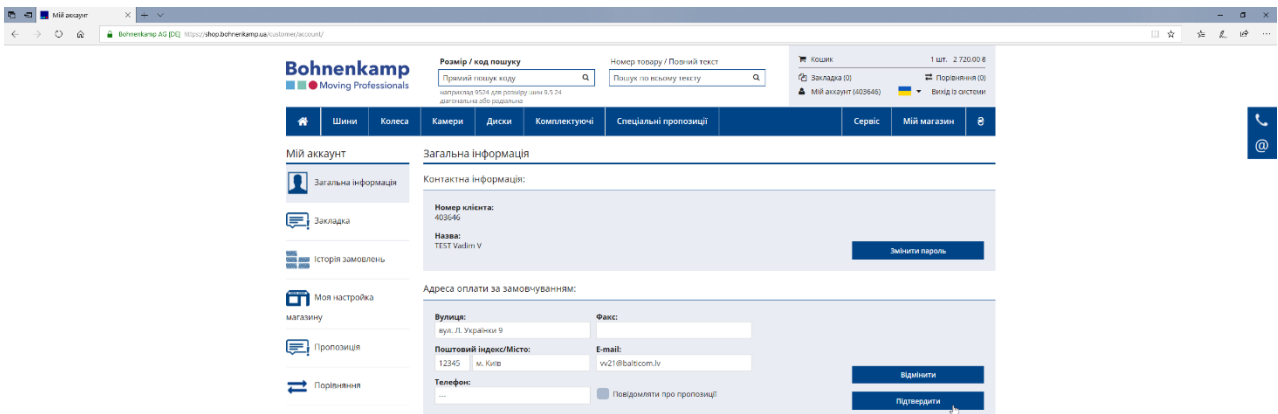 Мій аккаунт
Bohnenkamp AG [DE] https://shop.bohnenkamp.ua/customer/account/
Bohnenkamp
Moving Professionals
Розмір / код пошуку
Прямий пошук коду
наприклад 9524 для розміру шин 9.5 24
діагональна або радіальна
Номер товару / Повний текст
Пошук по всьому тексту
Кошик 1 шт. 2 720.00 ₴
Закладка (0) Порівняння (0)
Мій аккаунт (403646) Вихід із системи
Шини Колеса Камери Диски Комплектуючі Спеціальні пропозиції Сервіс Мій магазин ₴
Мій аккаунт
Загальна інформація
Закладка
Історія замовлень
Моя настройка
магазину
Пропозиція
Порівняння
Загальна інформація
Контактна інформація:
Номер клієнта:
403646
Назва:
TEST Vadim V
Змінити пароль
Адреса оплати за замовчуванням:
Вулиця: Факс:
вул. Л. Українки 9
Поштовий індекс/Місто: E-mail:
12345 м. Київ vv21@balticom.lv
Телефон:
---
Повідомляти про пропозиції
Відмінити
Підтвердити